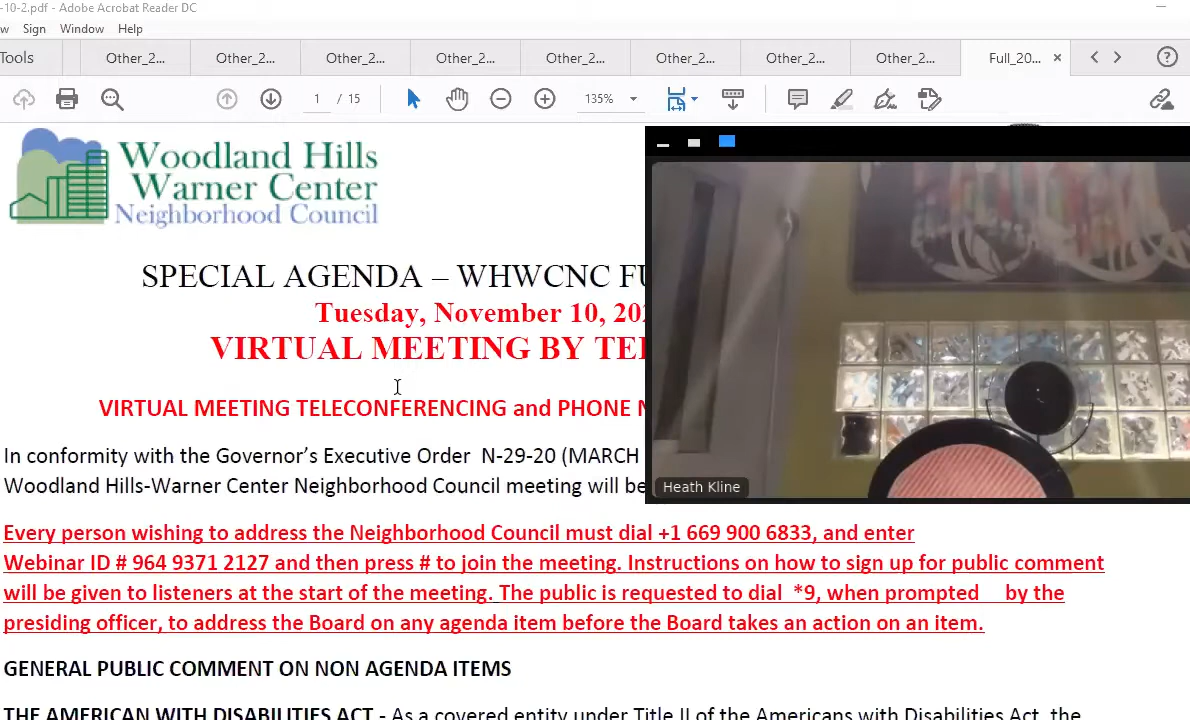 -10-2.pdf - Adobe Acrobat Reader DC
w Sign Window Help
Tools Other_2... Other_2... Other_2... Other_2... Other_2... Other_2... Other_2... Other_2... Full_20... ×
1 / 15 135%
Woodland Hills
Warner Center
Neighborhood Council
SPECIAL AGENDA – WHWCNC
Tuesday, November 10,
VIRTUAL MEETING BY
VIRTUAL MEETING TELECONFERENCING and PHONE
In conformity with the Governor’s Executive Order N-29-20 (MARCH
Woodland Hills-Warner Center Neighborhood Council meeting will be
Heath Kline
Every person wishing to address the Neighborhood Council must dial +1 669 900 6833, and enter
Webinar ID # 964 9371 2127 and then press # to join the meeting. Instructions on how to sign up for public comment
will be given to listeners at the start of the meeting. The public is requested to dial *9, when prompted by the
presiding officer, to address the Board on any agenda item before the Board takes an action on an item.
GENERAL PUBLIC COMMENT ON NON AGENDA ITEMS
THE AMERICAN WITH DISABILITIES ACT - As a covered entity under Title II of the Americans with Disabilities Act, the